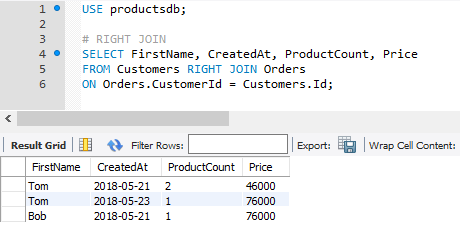 1 USE productsdb;
2
3 # RIGHT JOIN
4 SELECT FirstName, CreatedAt, ProductCount, Price
5 FROM Customers RIGHT JOIN Orders
6 ON Orders.CustomerId = Customers.Id;
Result Grid Filter Rows: Export: Wrap Cell Content:
FirstName CreatedAt ProductCount Price
Tom 2018-05-21 2 46000
Tom 2018-05-23 1 76000
Bob 2018-05-21 1 76000